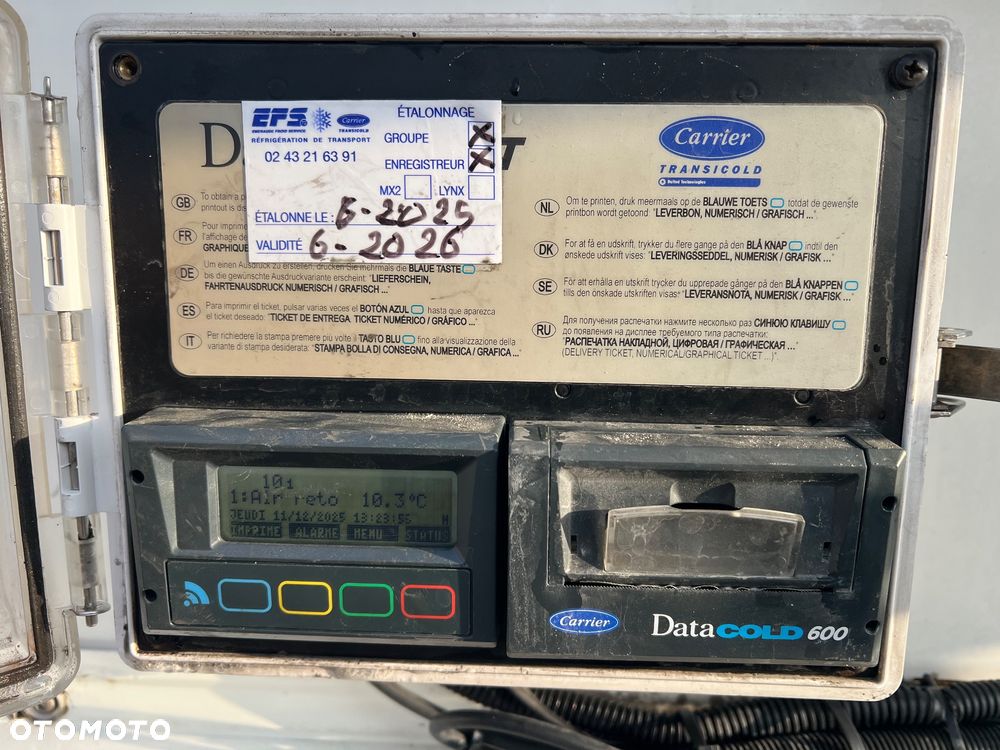 EPS
EMERAUDE FROID SERVICE
Carrier
TRANSICOLD
RÉFRIGÉRATION DE TRANSPORT
02 43 21 63 91
ÉTALONNAGE
GROUPE X
ENREGISTREUR X
MX2 LYNX
ÉTALONNE LE : 6-2025
VALIDITÉ 6-2026
D
T
Carrier
TRANSICOLD
United Technologies
GB To obtain a p
printout is dis
FR Pour imprime
l'affichage de
GRAPHIQUE
DE Um einen Ausdruck zu erstellen, drücken Sie mehrmals die BLAUE TASTE
bis die gewünschte Ausdruckvariante erscheint: "LIEFERSCHEIN,
FAHRTENAUSDRUCK NUMERISCH / GRAFISCH ..."
ES Para imprimir el ticket, pulsar varias veces el BOTÓN AZUL hasta que aparezca
el ticket deseado: "TICKET DE ENTREGA TICKET NUMÉRICO / GRÁFICO ..."
IT Per richiedere la stampa premere più volte il TASTO BLU fino alla visualizzazione della
variante di stampa desiderata: "STAMPA BOLLA DI CONSEGNA, NUMERICA / GRAFICA ..."
NL Om te printen, druk meermaals op de BLAUWE TOETS totdat de gewenste
printbon wordt getoond: "LEVERBON, NUMERISCH / GRAFISCH ..."
DK For at få en udskrift, trykker du flere gange på den BLÅ KNAP indtil den
ønskede udskrift vises: "LEVERINGSSEDDEL, NUMERISK / GRAFISK ..."
SE För att erhålla en utskrift trycker du upprepade gånger på den BLÅ KNAPPEN
tills den önskade utskriften visas "LEVERANSNOTA, NUMERISK / GRAFISK ..."
RU Для получения распечатки нажмите несколько раз СИНЮЮ КЛАВИШУ
до появления на дисплее требуемого типа распечатки:
"РАСПЕЧАТКА НАКЛАДНОЙ, ЦИФРОВАЯ / ГРАФИЧЕСКАЯ ..."
(DELIVERY TICKET, NUMERICAL/GRAPHICAL TICKET ...)"
10i
1:Air reto 10.3°C
JEUDI 11/12/2025 13:23:55 H
IMPRIME ALARME MENU STATUS
Carrier
DataCOLD 600
OTOMOTO